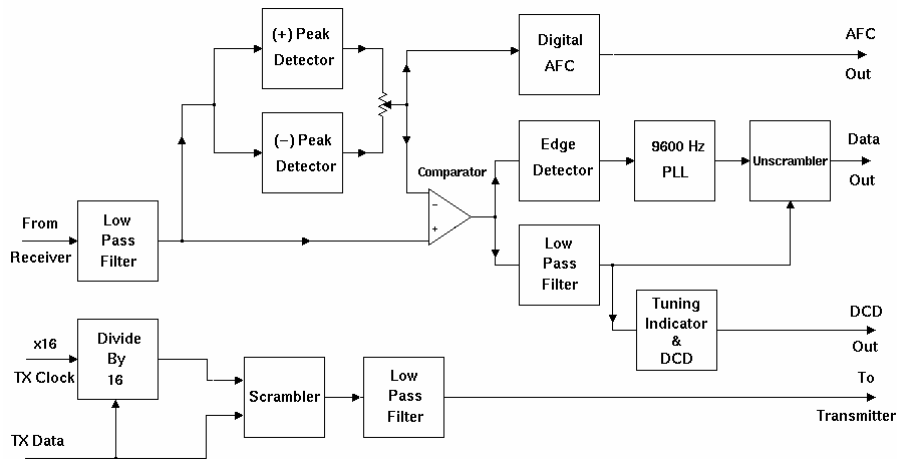 (+) Peak
Detector
Digital
AFC
AFC
Out
(−) Peak
Detector
Edge
Detector
9600 Hz
PLL
Unscrambler
Data
Out
Comparator
−
+
From
Receiver
Low
Pass
Filter
Low
Pass
Filter
Tuning
Indicator
&
DCD
DCD
Out
x16
TX Clock
Divide
By
16
Scrambler
Low
Pass
Filter
To
Transmitter
TX Data